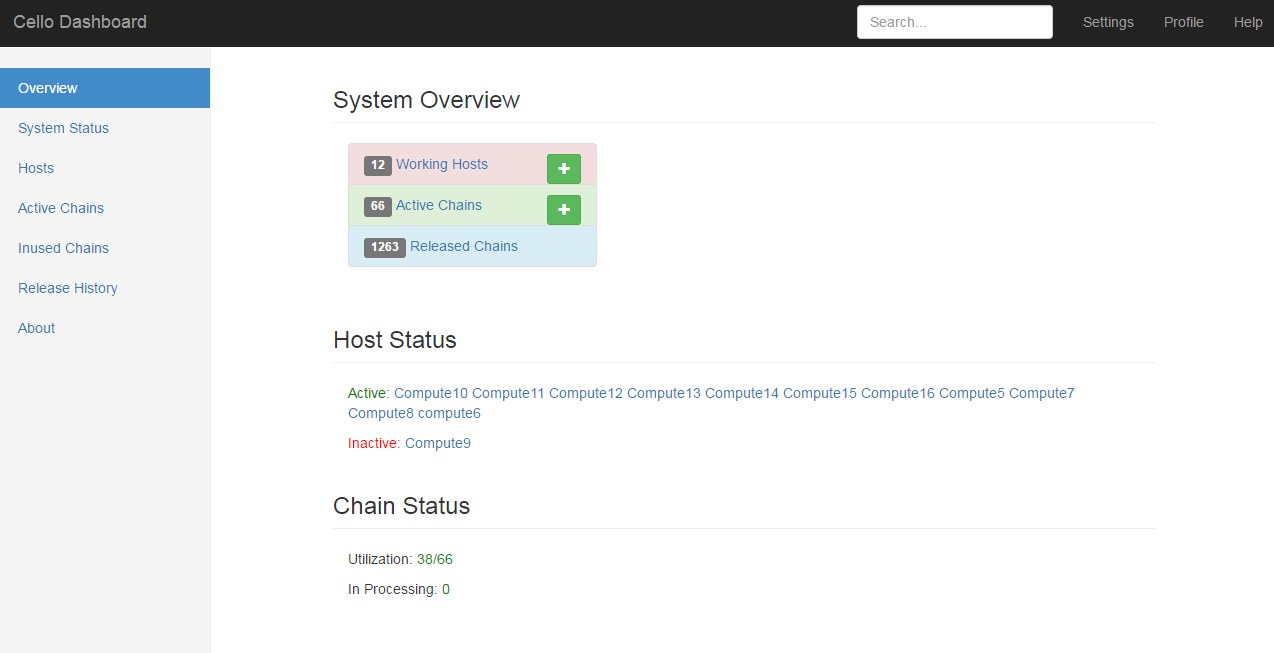 Cello Dashboard
Search...
Settings
Profile
Help
Overview
System Status
Hosts
Active Chains
Inused Chains
Release History
About
System Overview
12 Working Hosts
66 Active Chains
1263 Released Chains
Host Status
Active: Compute10 Compute11 Compute12 Compute13 Compute14 Compute15 Compute16 Compute5 Compute7
Compute8 compute6
Inactive: Compute9
Chain Status
Utilization: 38/66
In Processing: 0